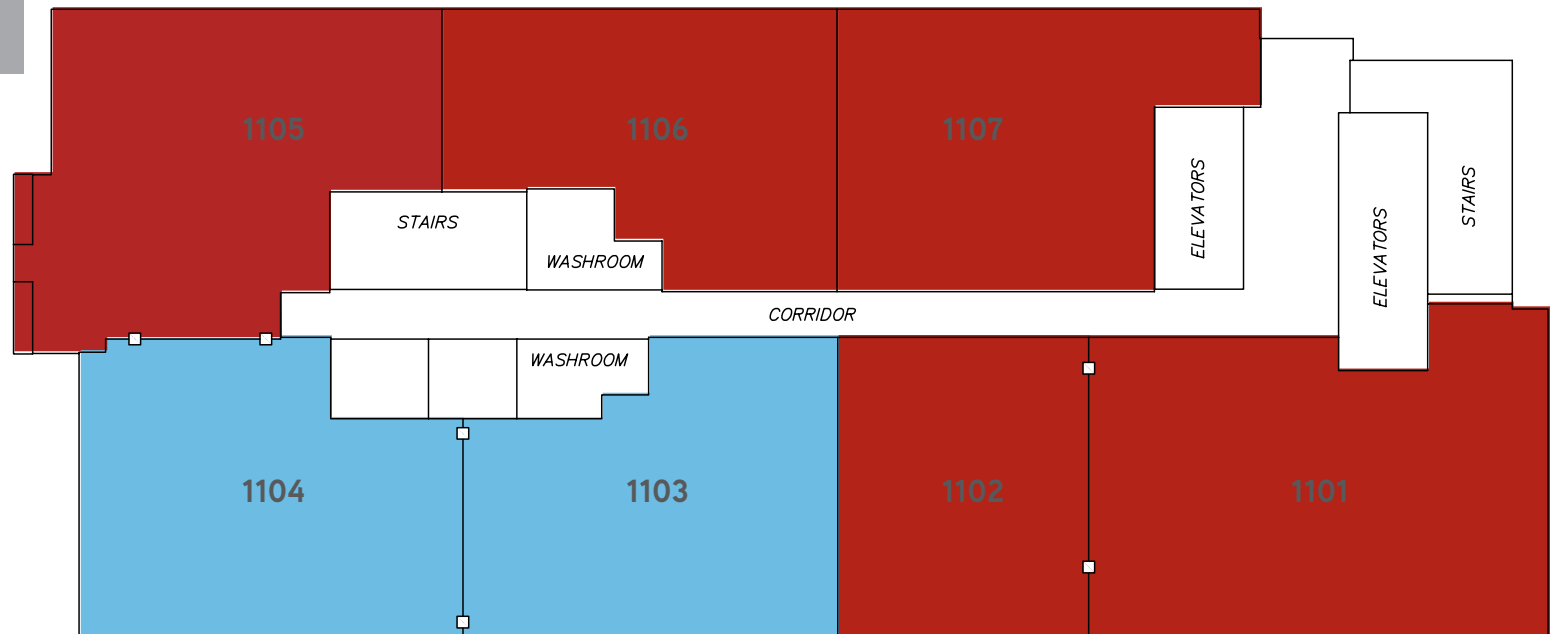 1105
1106
1107
ELEVATORS
STAIRS
STAIRS
ELEVATORS
WASHROOM
CORRIDOR
WASHROOM
1104
1103
1102
1101